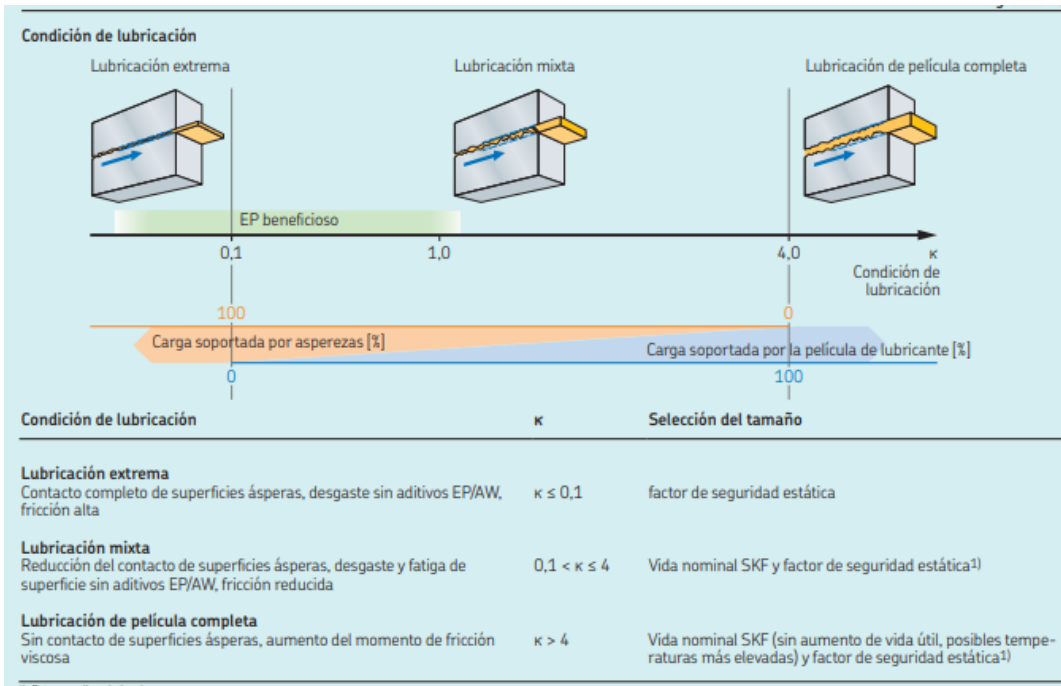 Condición de lubricación
Lubricación extrema
Lubricación mixta
Lubricación de película completa
EP beneficioso
0,1
1,0
4,0
κ
Condición de
lubricación
100
0
Carga soportada por asperezas [%]
Carga soportada por la película de lubricante [%]
0
100
Condición de lubricación κ Selección del tamaño
Lubricación extrema
Contacto completo de superficies ásperas, desgaste sin aditivos EP/AW, κ ≤ 0,1 factor de seguridad estática
fricción alta
Lubricación mixta
Reducción del contacto de superficies ásperas, desgaste y fatiga de 0,1 < κ ≤ 4 Vida nominal SKF y factor de seguridad estática1)
superficie sin aditivos EP/AW, fricción reducida
Lubricación de película completa
Sin contacto de superficies ásperas, aumento del momento de fricción κ > 4 Vida nominal SKF (sin aumento de vida útil, posibles tempe-
viscosa raturas más elevadas) y factor de seguridad estática1)